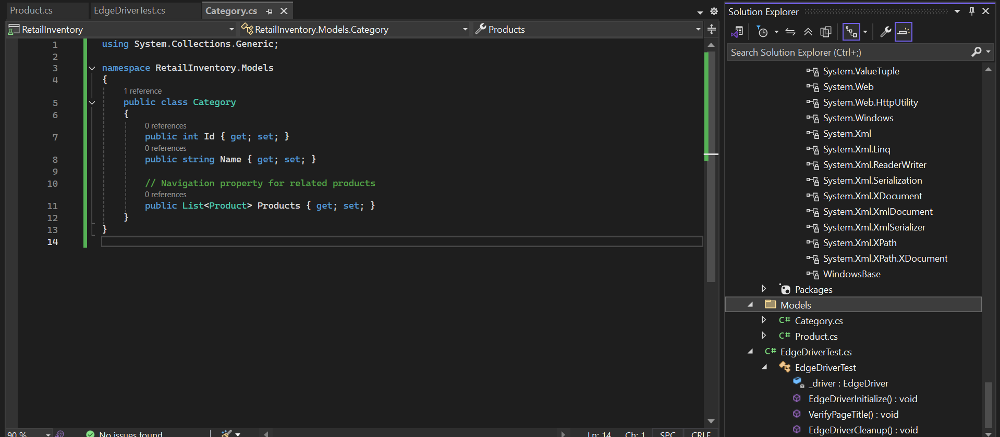 Product.cs
EdgeDriverTest.cs
Category.cs
RetailInventory
RetailInventory.Models.Category
Products
1 using System.Collections.Generic;
2
3 namespace RetailInventory.Models
4 {
1 reference
5 public class Category
6 {
0 references
7 public int Id { get; set; }
0 references
8 public string Name { get; set; }
9
10 // Navigation property for related products
0 references
11 public List<Product> Products { get; set; }
12 }
13 }
14
90 %
No issues found
Ln: 14
Ch: 1
SPC
CRLF
Solution Explorer
Search Solution Explorer (Ctrl+;)
System.ValueTuple
System.Web
System.Web.HttpUtility
System.Windows
System.Xml
System.Xml.Linq
System.Xml.ReaderWriter
System.Xml.Serialization
System.Xml.XDocument
System.Xml.XmlDocument
System.Xml.XmlSerializer
System.Xml.XPath
System.Xml.XPath.XDocument
WindowsBase
Packages
Models
C# Category.cs
C# Product.cs
C# EdgeDriverTest.cs
EdgeDriverTest
_driver : EdgeDriver
EdgeDriverInitialize() : void
VerifyPageTitle() : void
EdgeDriverCleanup() : void